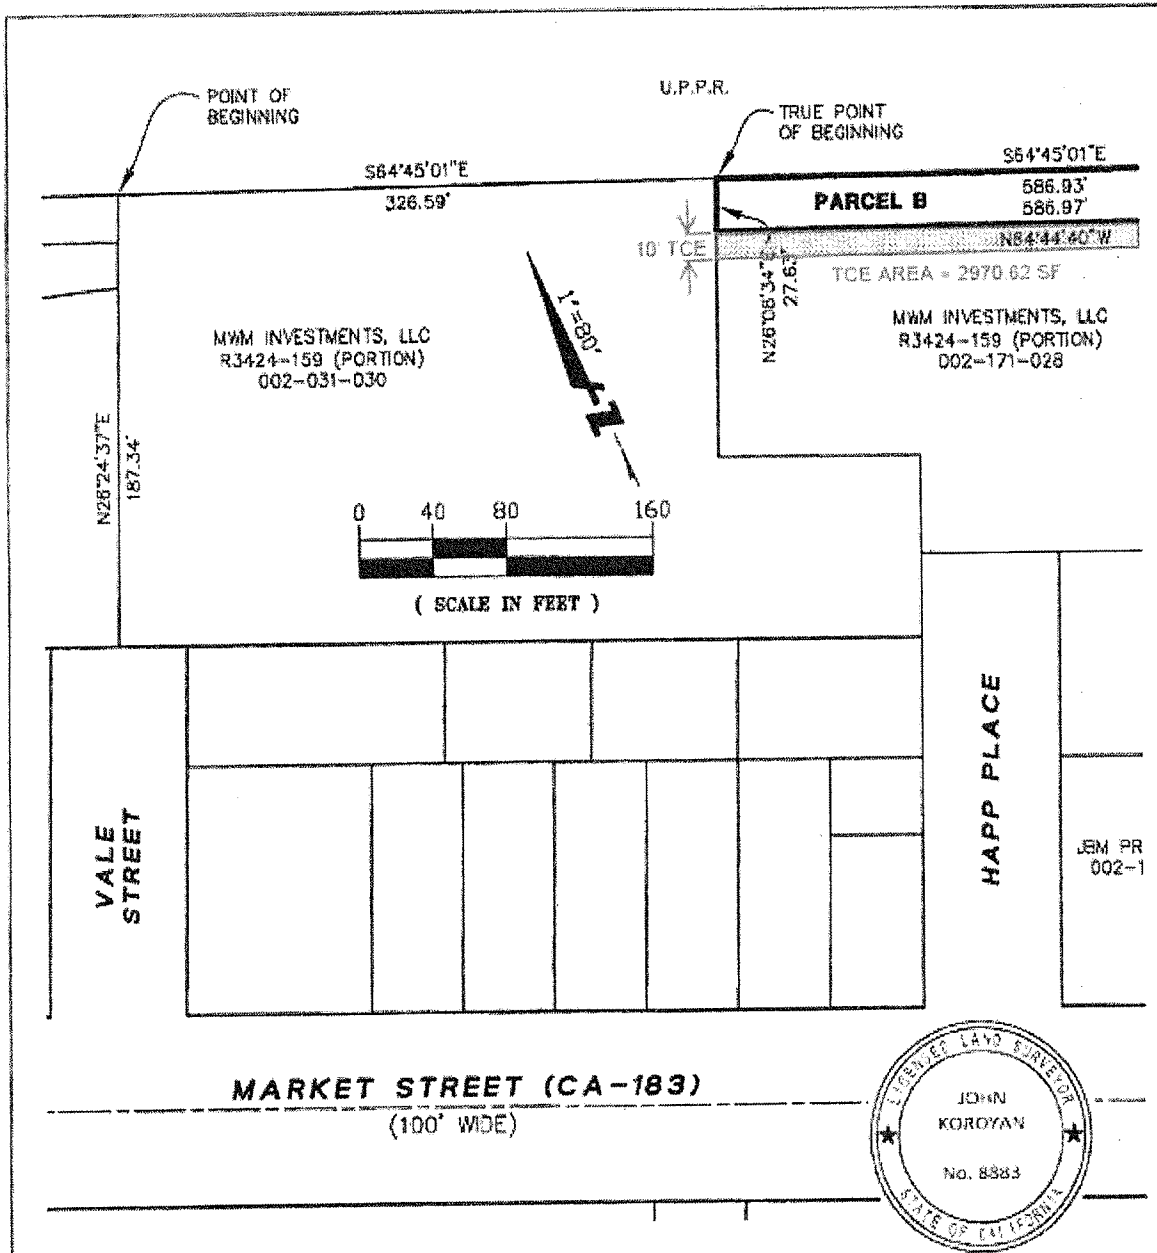 U.P.P.R.
POINT OF
BEGINNING
TRUE POINT
OF BEGINNING
S64°45'01"E
326.59'
S64°45'01"E
586.93'
586.97'
PARCEL B
N64°44'40"W
10' TCE
TCE AREA = 2970.62 SF
N26°08'34"E
27.63'
1"=80'
MWM INVESTMENTS, LLC
R3424-159 (PORTION)
002-031-030
MWM INVESTMENTS, LLC
R3424-159 (PORTION)
002-171-028
N26°24'37"E
187.34'
0 40 80 160
( SCALE IN FEET )
VALE
STREET
HAPP PLACE
JBM PR
002-1
MARKET STREET (CA-183)
(100' WIDE)
LICENSED LAND SURVEYOR
JOHN
KOROYAN
No. 8883
STATE OF CALIFORNIA